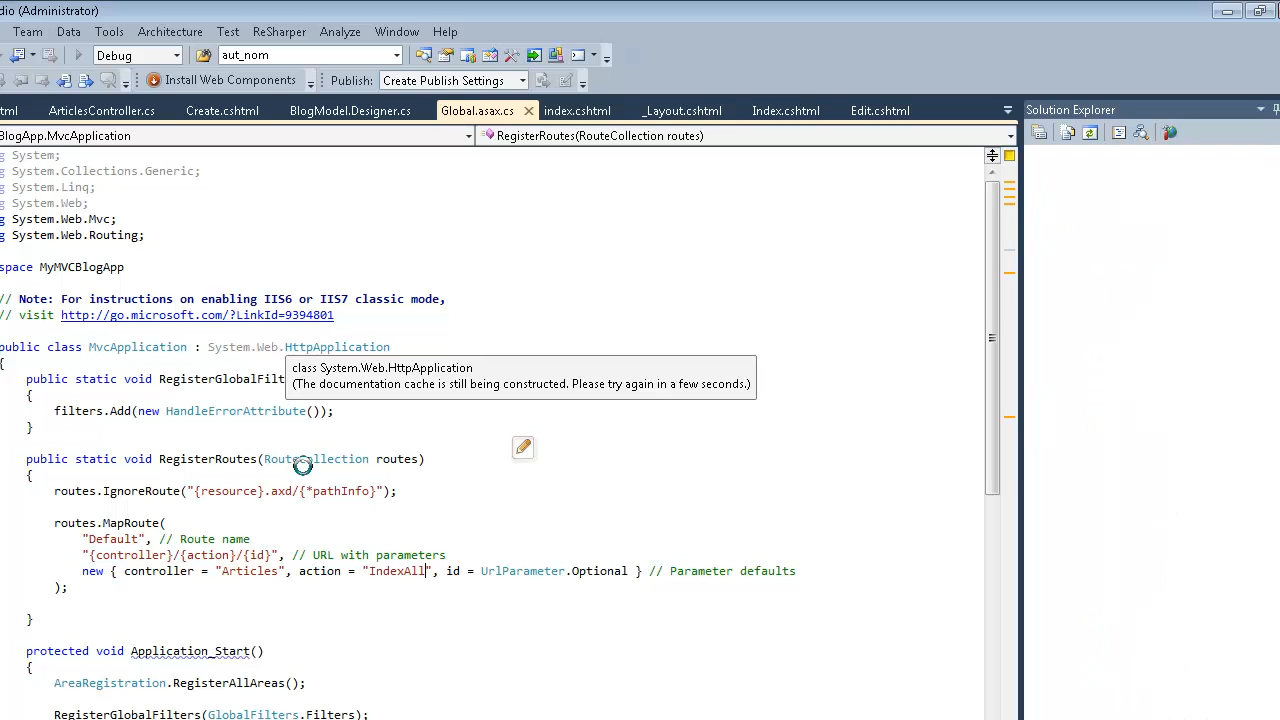 dio (Administrator)
Team Data Tools Architecture Test ReSharper Analyze Window Help
Debug aut_nom
Install Web Components Publish: Create Publish Settings
tml ArticlesController.cs Create.cshtml BlogModel.Designer.cs Global.asax.cs index.cshtml _Layout.cshtml Index.cshtml Edit.cshtml Solution Explorer
BlogApp.MvcApplication RegisterRoutes(RouteCollection routes)
g System;
g System.Collections.Generic;
g System.Linq;
g System.Web;
g System.Web.Mvc;
g System.Web.Routing;
space MyMVCBlogApp
// Note: For instructions on enabling IIS6 or IIS7 classic mode,
// visit http://go.microsoft.com/?LinkId=9394801
public class MvcApplication : System.Web.HttpApplication
{
class System.Web.HttpApplication
(The documentation cache is still being constructed. Please try again in a few seconds.)
public static void RegisterGlobalFilt
{
filters.Add(new HandleErrorAttribute());
}
public static void RegisterRoutes(RouteCollection routes)
{
routes.IgnoreRoute("{resource}.axd/{*pathInfo}");
routes.MapRoute(
"Default", // Route name
"{controller}/{action}/{id}", // URL with parameters
new { controller = "Articles", action = "IndexAll", id = UrlParameter.Optional } // Parameter defaults
);
}
protected void Application_Start()
{
AreaRegistration.RegisterAllAreas();
RegisterGlobalFilters(GlobalFilters.Filters);